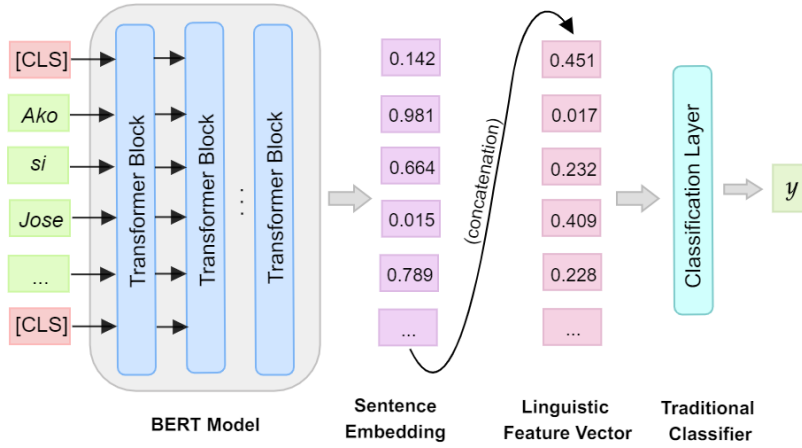 [CLS]
Ako
si
Jose
...
[CLS]
Transformer Block
Transformer Block
...
Transformer Block
BERT Model
0.142
0.981
0.664
0.015
0.789
...
Sentence
Embedding
(concatenation)
0.451
0.017
0.232
0.409
0.228
...
Linguistic
Feature Vector
Classification Layer
Traditional
Classifier
y